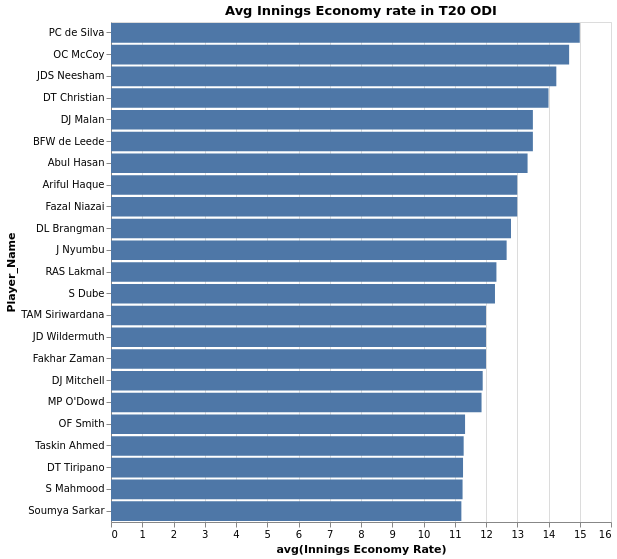 Avg Innings Economy rate in T20 ODI
PC de Silva
OC McCoy
JDS Neesham
DT Christian
DJ Malan
BFW de Leede
Abul Hasan
Ariful Haque
Fazal Niazai
DL Brangman
J Nyumbu
RAS Lakmal
S Dube
TAM Siriwardana
JD Wildermuth
Fakhar Zaman
DJ Mitchell
MP O'Dowd
OF Smith
Taskin Ahmed
DT Tiripano
S Mahmood
Soumya Sarkar
Player_Name
0 1 2 3 4 5 6 7 8 9 10 11 12 13 14 15 16
avg(Innings Economy Rate)